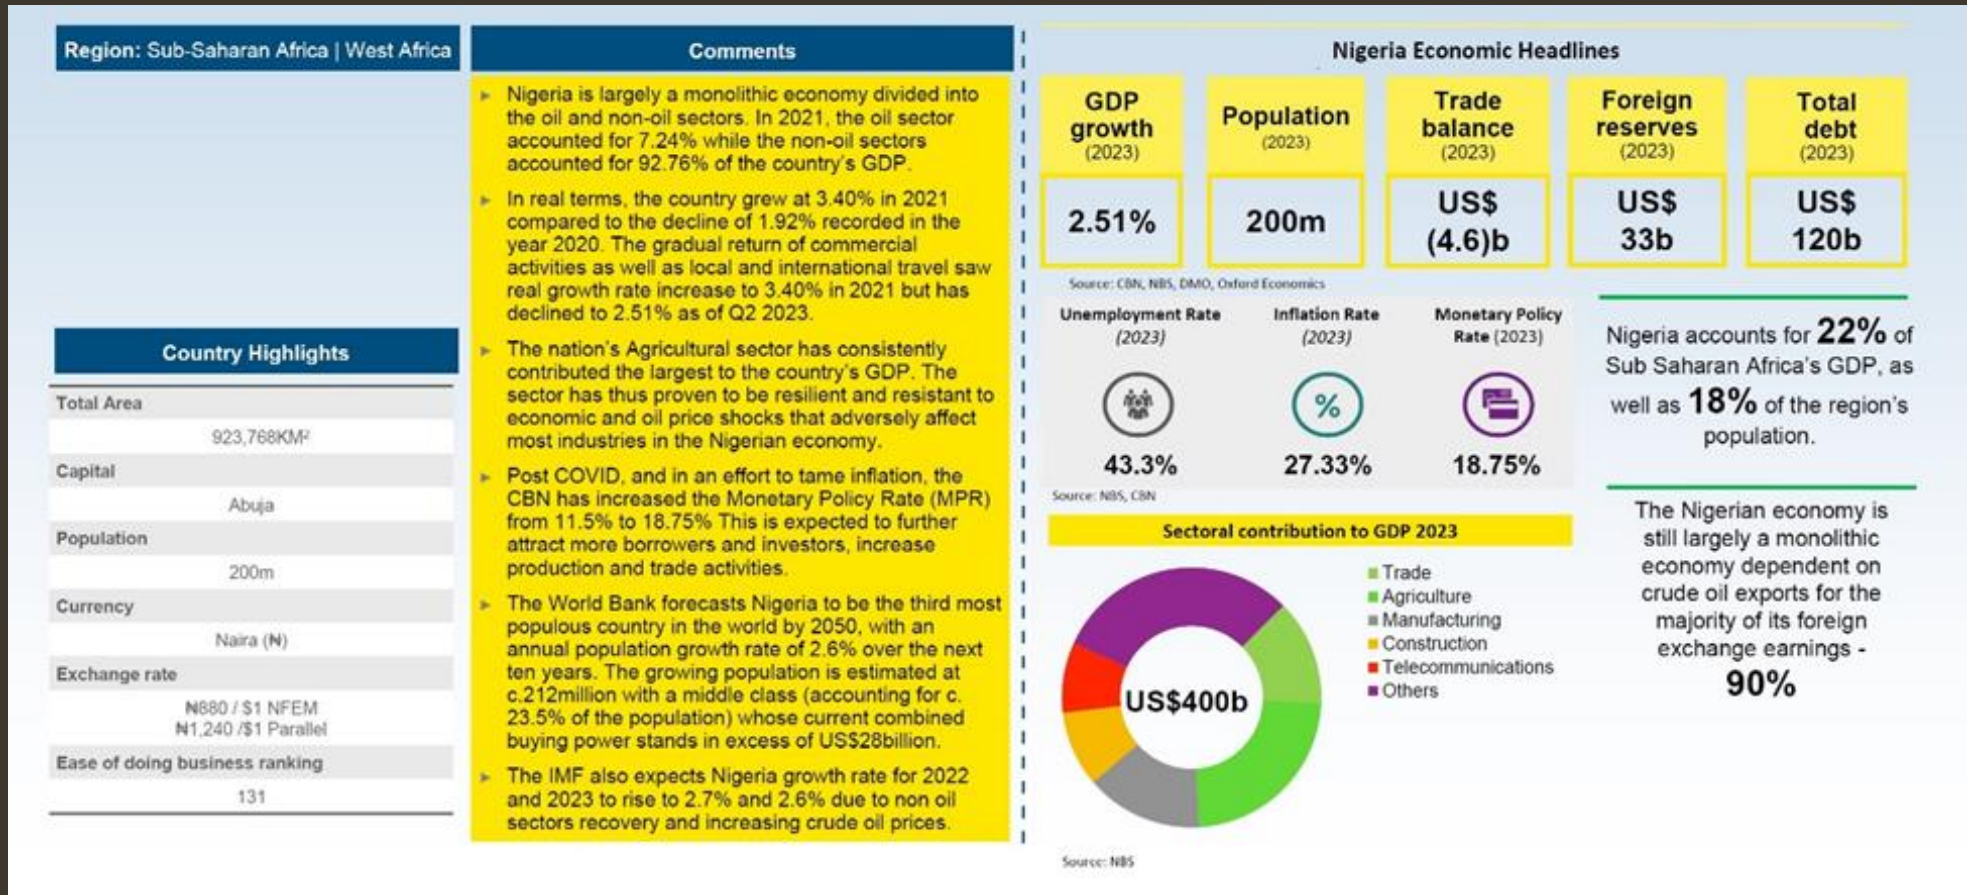 Region: Sub-Saharan Africa | West Africa
Country Highlights
Total Area
923,768KM²
Capital
Abuja
Population
200m
Currency
Naira (₦)
Exchange rate
₦880 / $1 NFEM
₦1,240 /$1 Parallel
Ease of doing business ranking
131
Comments
► Nigeria is largely a monolithic economy divided into
the oil and non-oil sectors. In 2021, the oil sector
accounted for 7.24% while the non-oil sectors
accounted for 92.76% of the country's GDP.
► In real terms, the country grew at 3.40% in 2021
compared to the decline of 1.92% recorded in the
year 2020. The gradual return of commercial
activities as well as local and international travel saw
real growth rate increase to 3.40% in 2021 but has
declined to 2.51% as of Q2 2023.
► The nation's Agricultural sector has consistently
contributed the largest to the country's GDP. The
sector has thus proven to be resilient and resistant to
economic and oil price shocks that adversely affect
most industries in the Nigerian economy.
► Post COVID, and in an effort to tame inflation, the
CBN has increased the Monetary Policy Rate (MPR)
from 11.5% to 18.75% This is expected to further
attract more borrowers and investors, increase
production and trade activities.
► The World Bank forecasts Nigeria to be the third most
populous country in the world by 2050, with an
annual population growth rate of 2.6% over the next
ten years. The growing population is estimated at
c.212million with a middle class (accounting for c.
23.5% of the population) whose current combined
buying power stands in excess of US$28billion.
► The IMF also expects Nigeria growth rate for 2022
and 2023 to rise to 2.7% and 2.6% due to non oil
sectors recovery and increasing crude oil prices.
Nigeria Economic Headlines
GDP
growth
(2023)
2.51%
Population
(2023)
200m
Trade
balance
(2023)
US$
(4.6)b
Foreign
reserves
(2023)
US$
33b
Total
debt
(2023)
US$
120b
Source: CBN, NBS, DMO, Oxford Economics
Unemployment Rate
(2023)
43.3%
Inflation Rate
(2023)
%
27.33%
Monetary Policy
Rate (2023)
18.75%
Source: NBS, CBN
Nigeria accounts for 22% of
Sub Saharan Africa's GDP, as
well as 18% of the region's
population.
The Nigerian economy is
still largely a monolithic
economy dependent on
crude oil exports for the
majority of its foreign
exchange earnings -
90%
Sectoral contribution to GDP 2023
US$400b
Trade
Agriculture
Manufacturing
Construction
Telecommunications
Others
Source: NBS